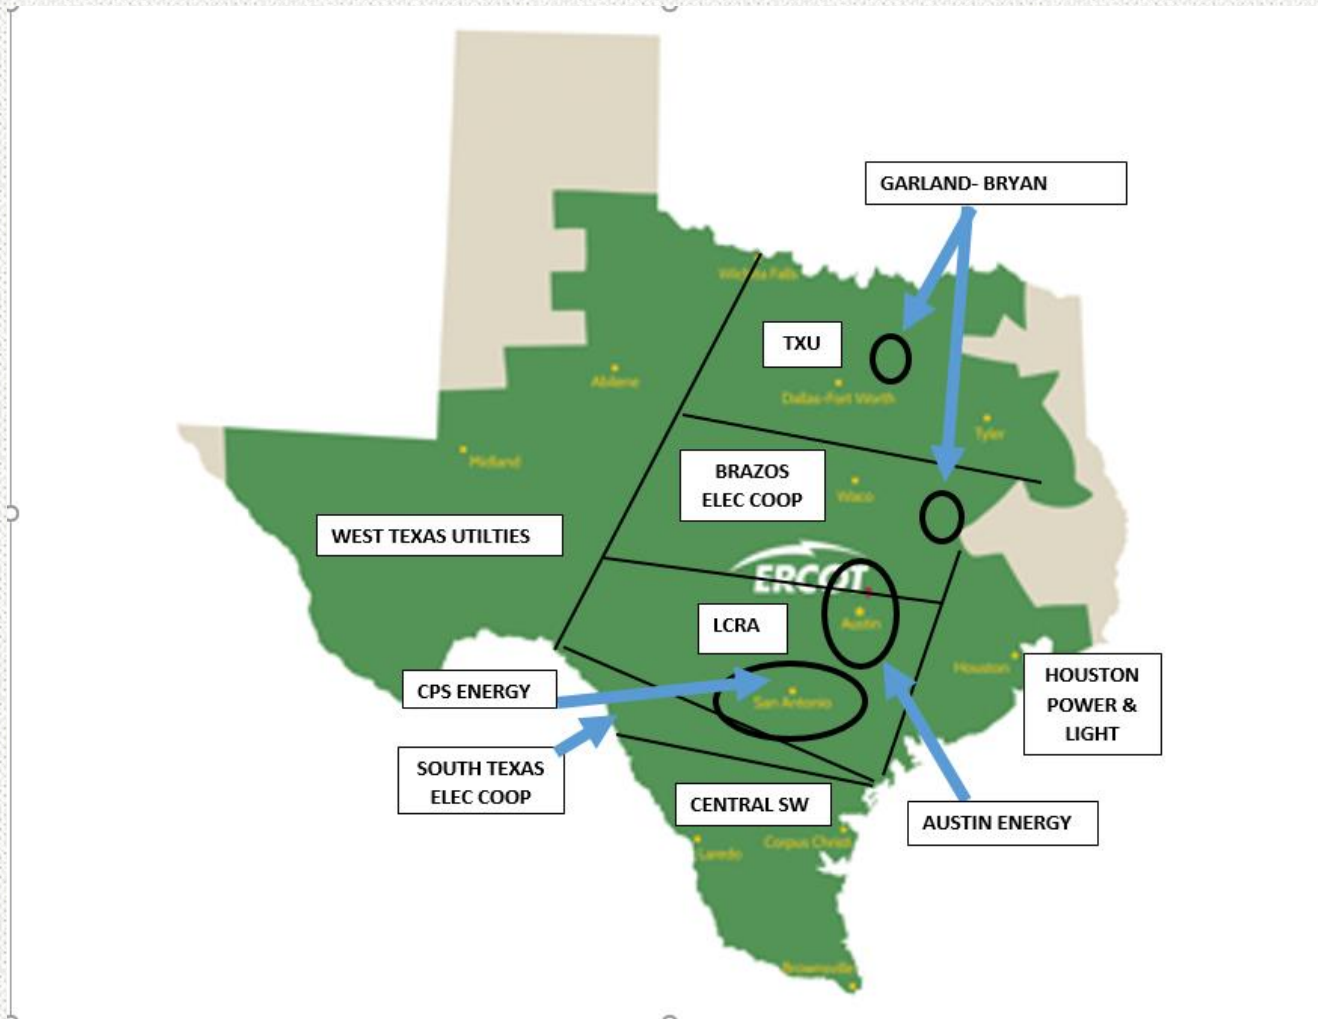 GARLAND- BRYAN
Wichita Falls
TXU
Abilene
Dallas-Fort Worth
Tyler
Midland
BRAZOS
ELEC COOP
Waco
WEST TEXAS UTILTIES
ERCOT
LCRA
Austin
Houston
CPS ENERGY
San Antonio
HOUSTON
POWER &
LIGHT
SOUTH TEXAS
ELEC COOP
CENTRAL SW
AUSTIN ENERGY
Corpus Christi
Laredo
Brownsville